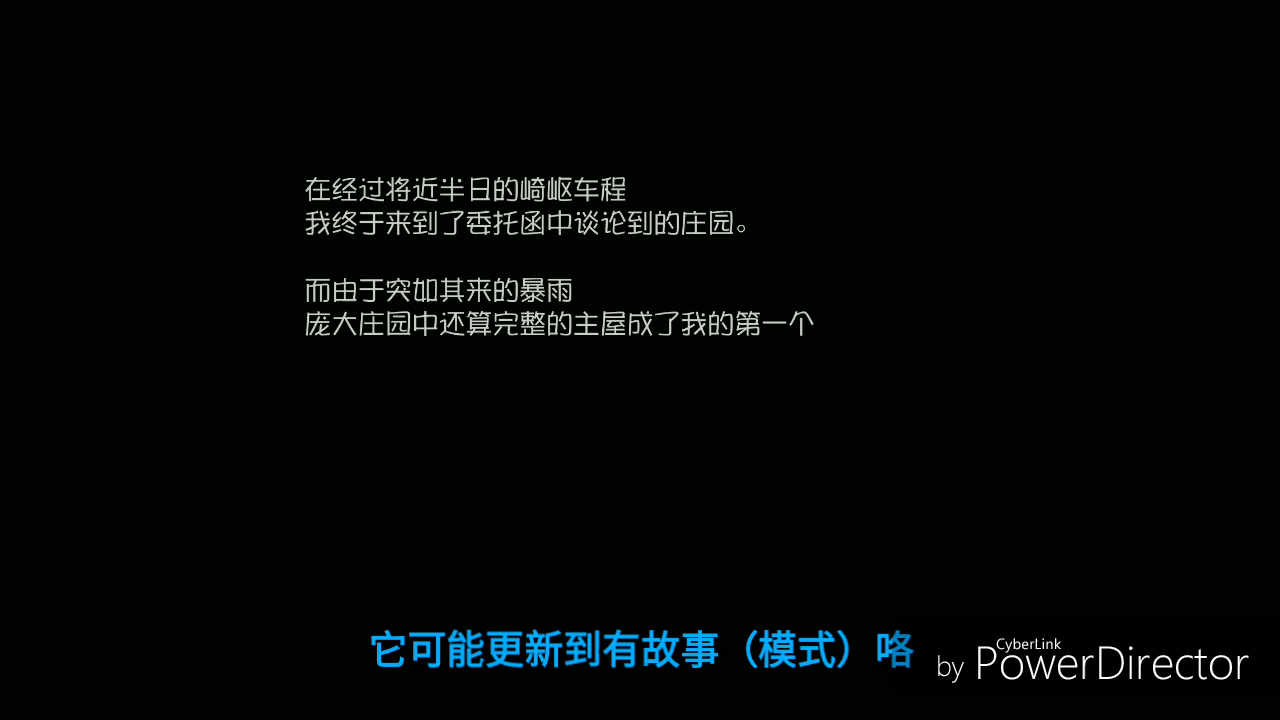 在经过将近半日的崎岖车程
我终于来到了委托函中谈论到的庄园。
而由于突如其来的暴雨
庞大庄园中还算完整的主屋成了我的第一个
它可能更新到有故事（模式）咯
by CyberLink PowerDirector